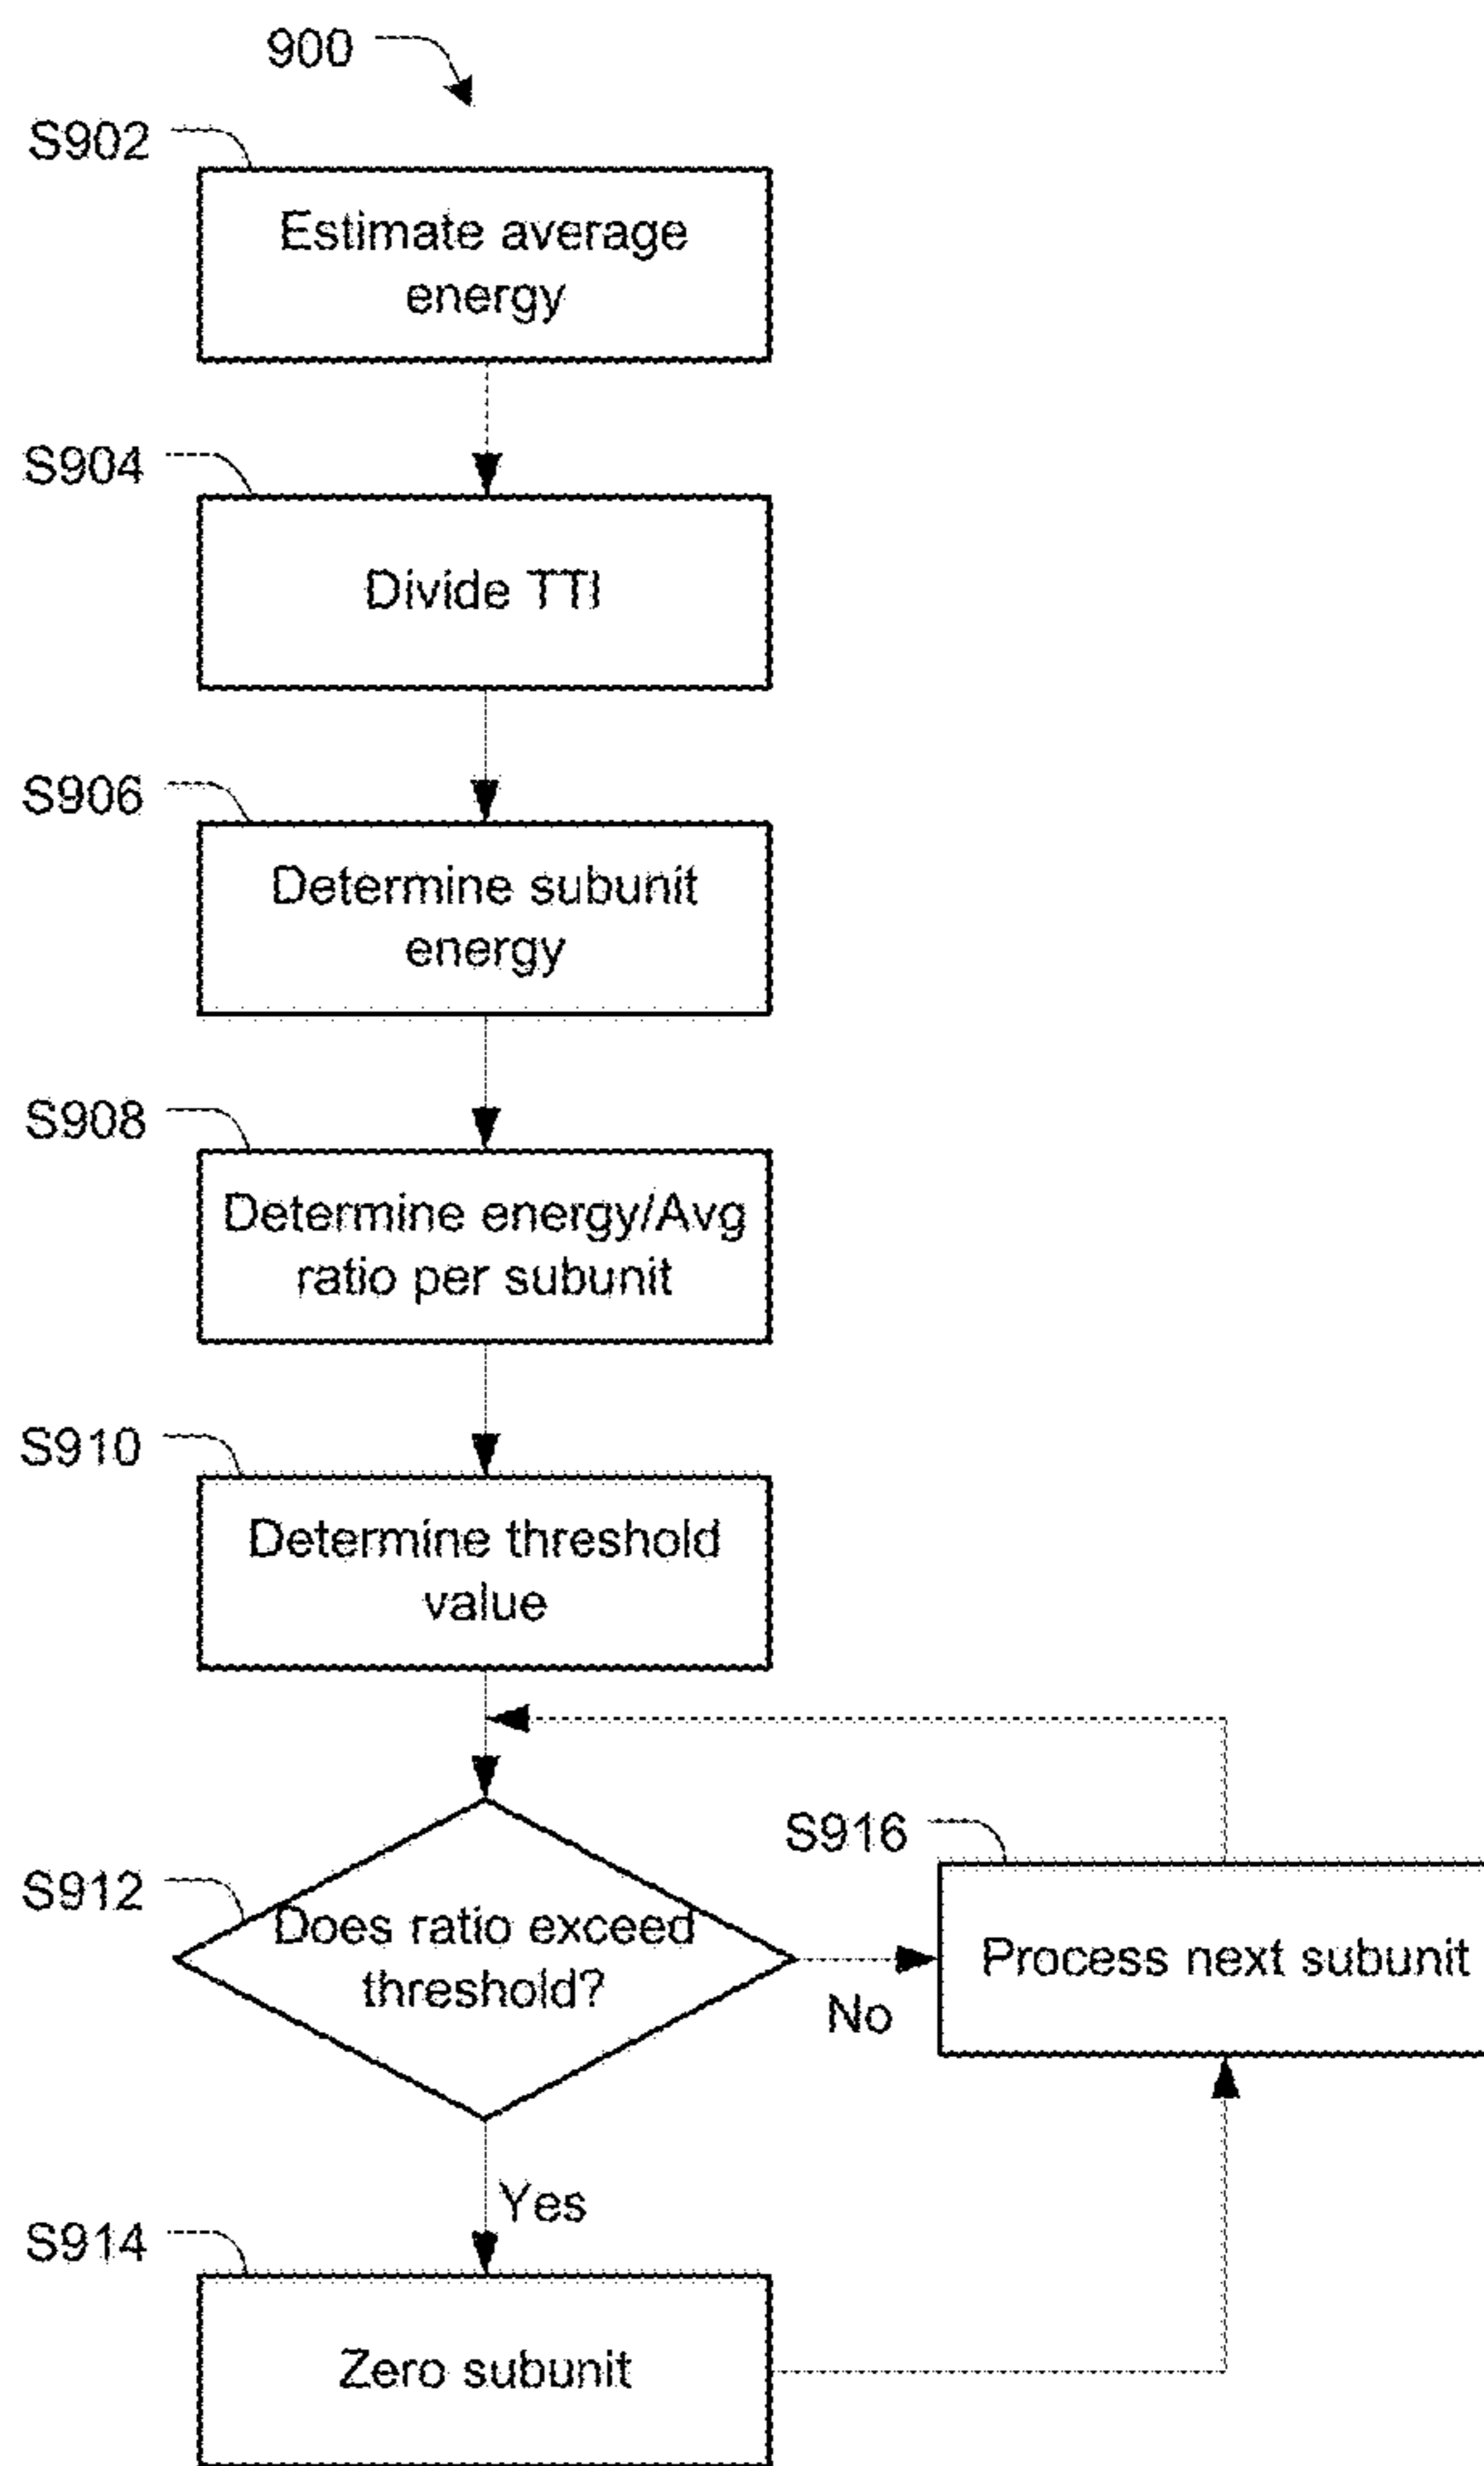 900
S902
Estimate average
energy
S904
Divide TTI
S906
Determine subunit
energy
S908
Determine energy/Avg
ratio per subunit
S910
Determine threshold
value
S916
S912
Does ratio exceed
threshold?
Process next subunit
No
Yes
S914
Zero subunit